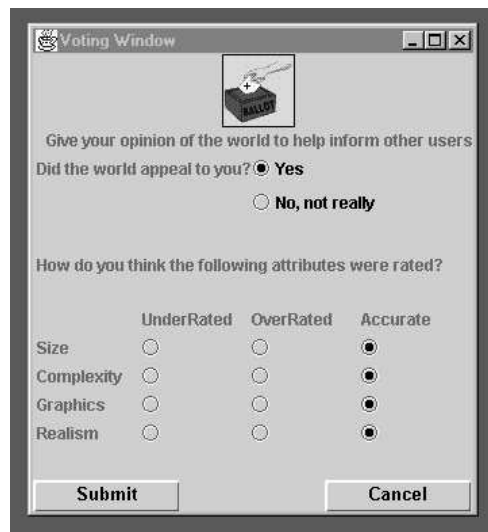 Voting Window
BALLOT
Give your opinion of the world to help inform other users
Did the world appeal to you? Yes
No, not really
How do you think the following attributes were rated?
UnderRated OverRated Accurate
Size
Complexity
Graphics
Realism
Submit Cancel